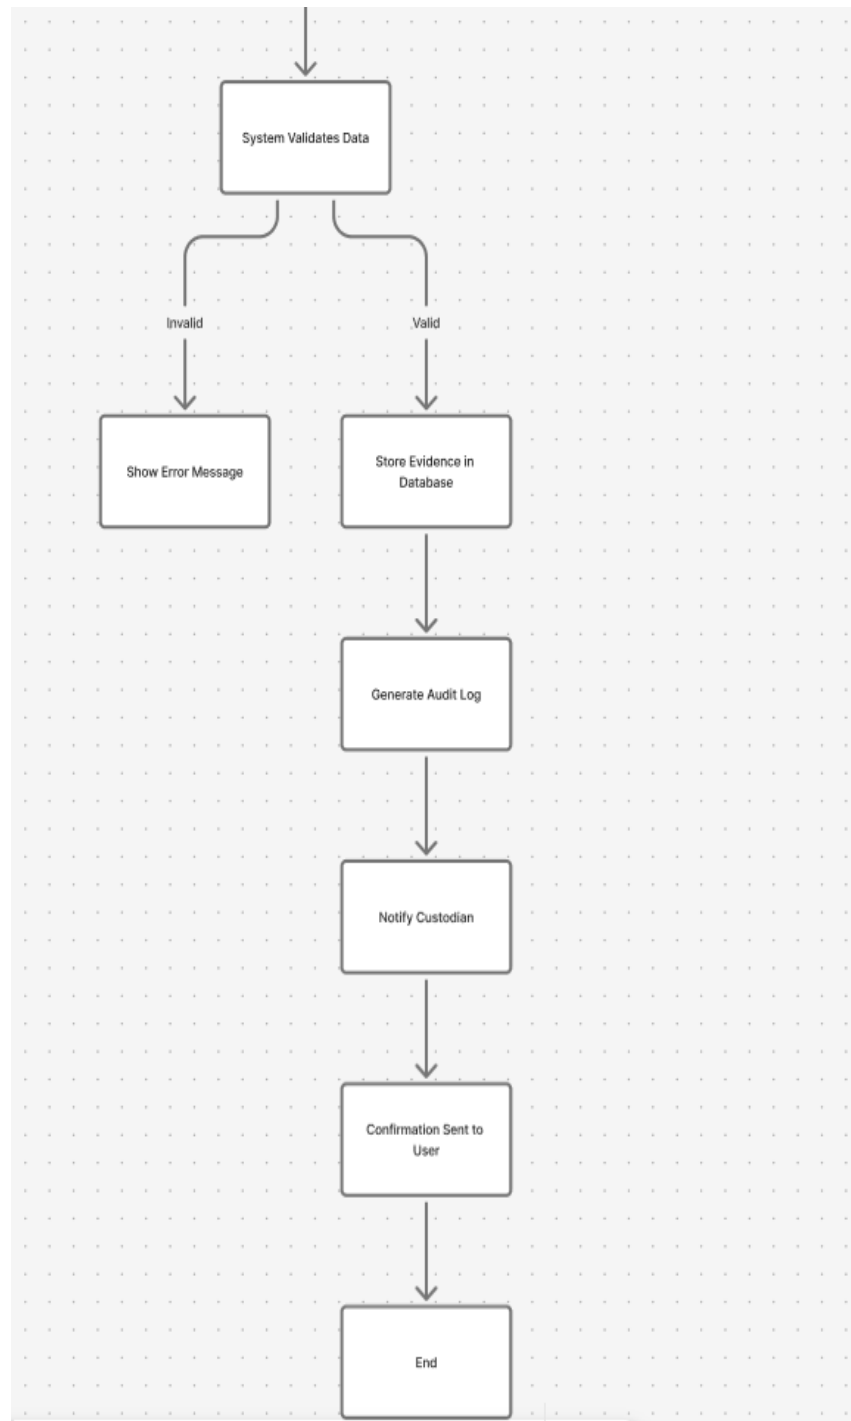 System Validates Data
Invalid
Valid
Show Error Message
Store Evidence in
Database
Generate Audit Log
Notify Custodian
Confirmation Sent to
User
End